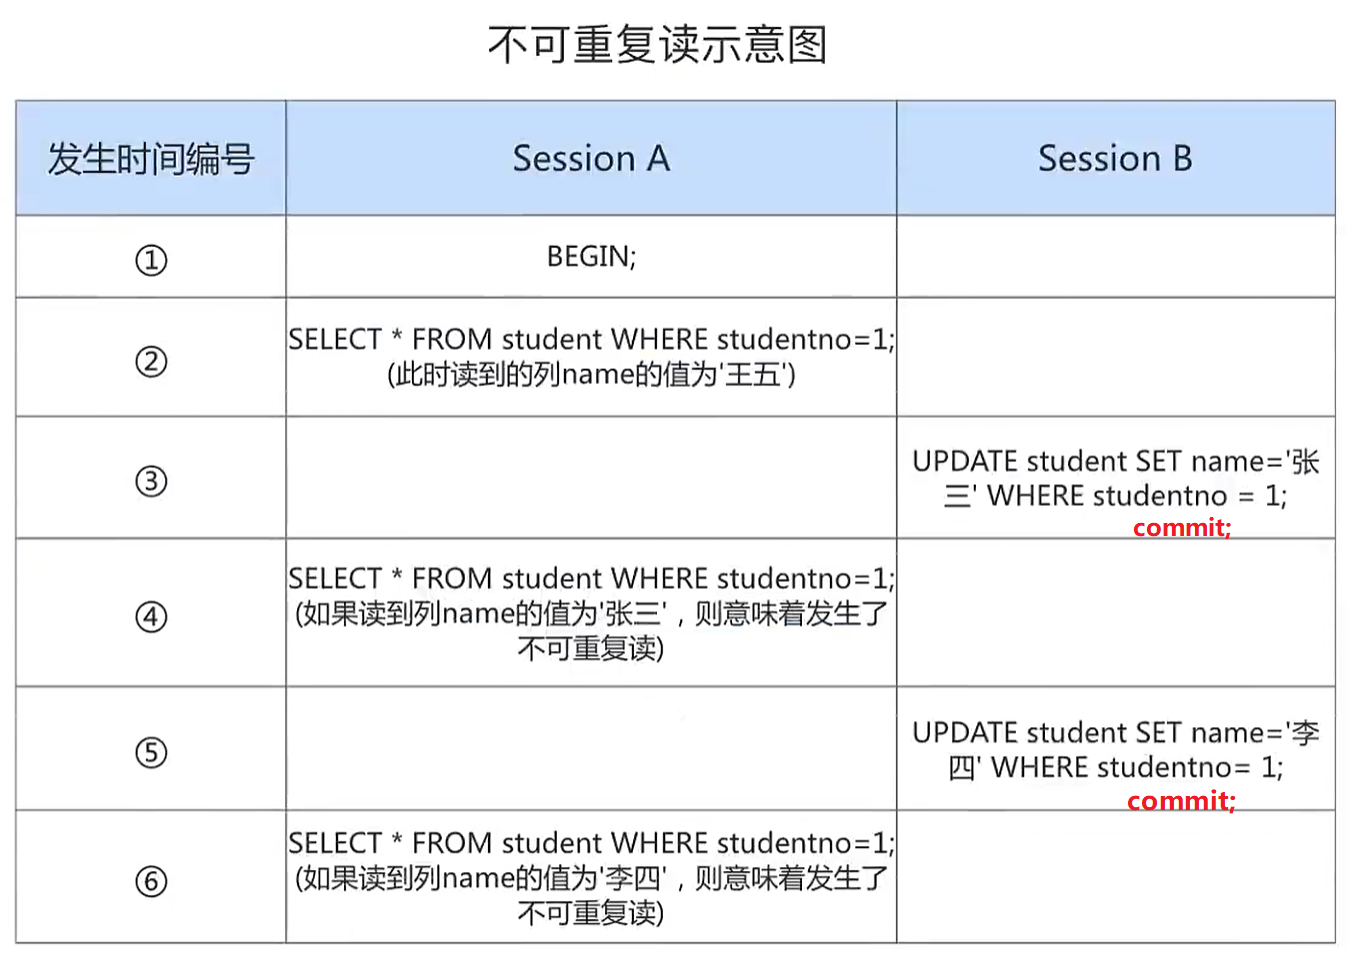 不可重复读示意图
发生时间编号
Session A
Session B
①
BEGIN;
②
SELECT * FROM student WHERE studentno=1;
(此时读到的列name的值为'王五')
③
UPDATE student SET name='张
三' WHERE studentno = 1;
commit;
④
SELECT * FROM student WHERE studentno=1;
(如果读到列name的值为'张三'，则意味着发生了
不可重复读)
⑤
UPDATE student SET name='李
四' WHERE studentno= 1;
commit;
⑥
SELECT * FROM student WHERE studentno=1;
(如果读到列name的值为'李四'，则意味着发生了
不可重复读)